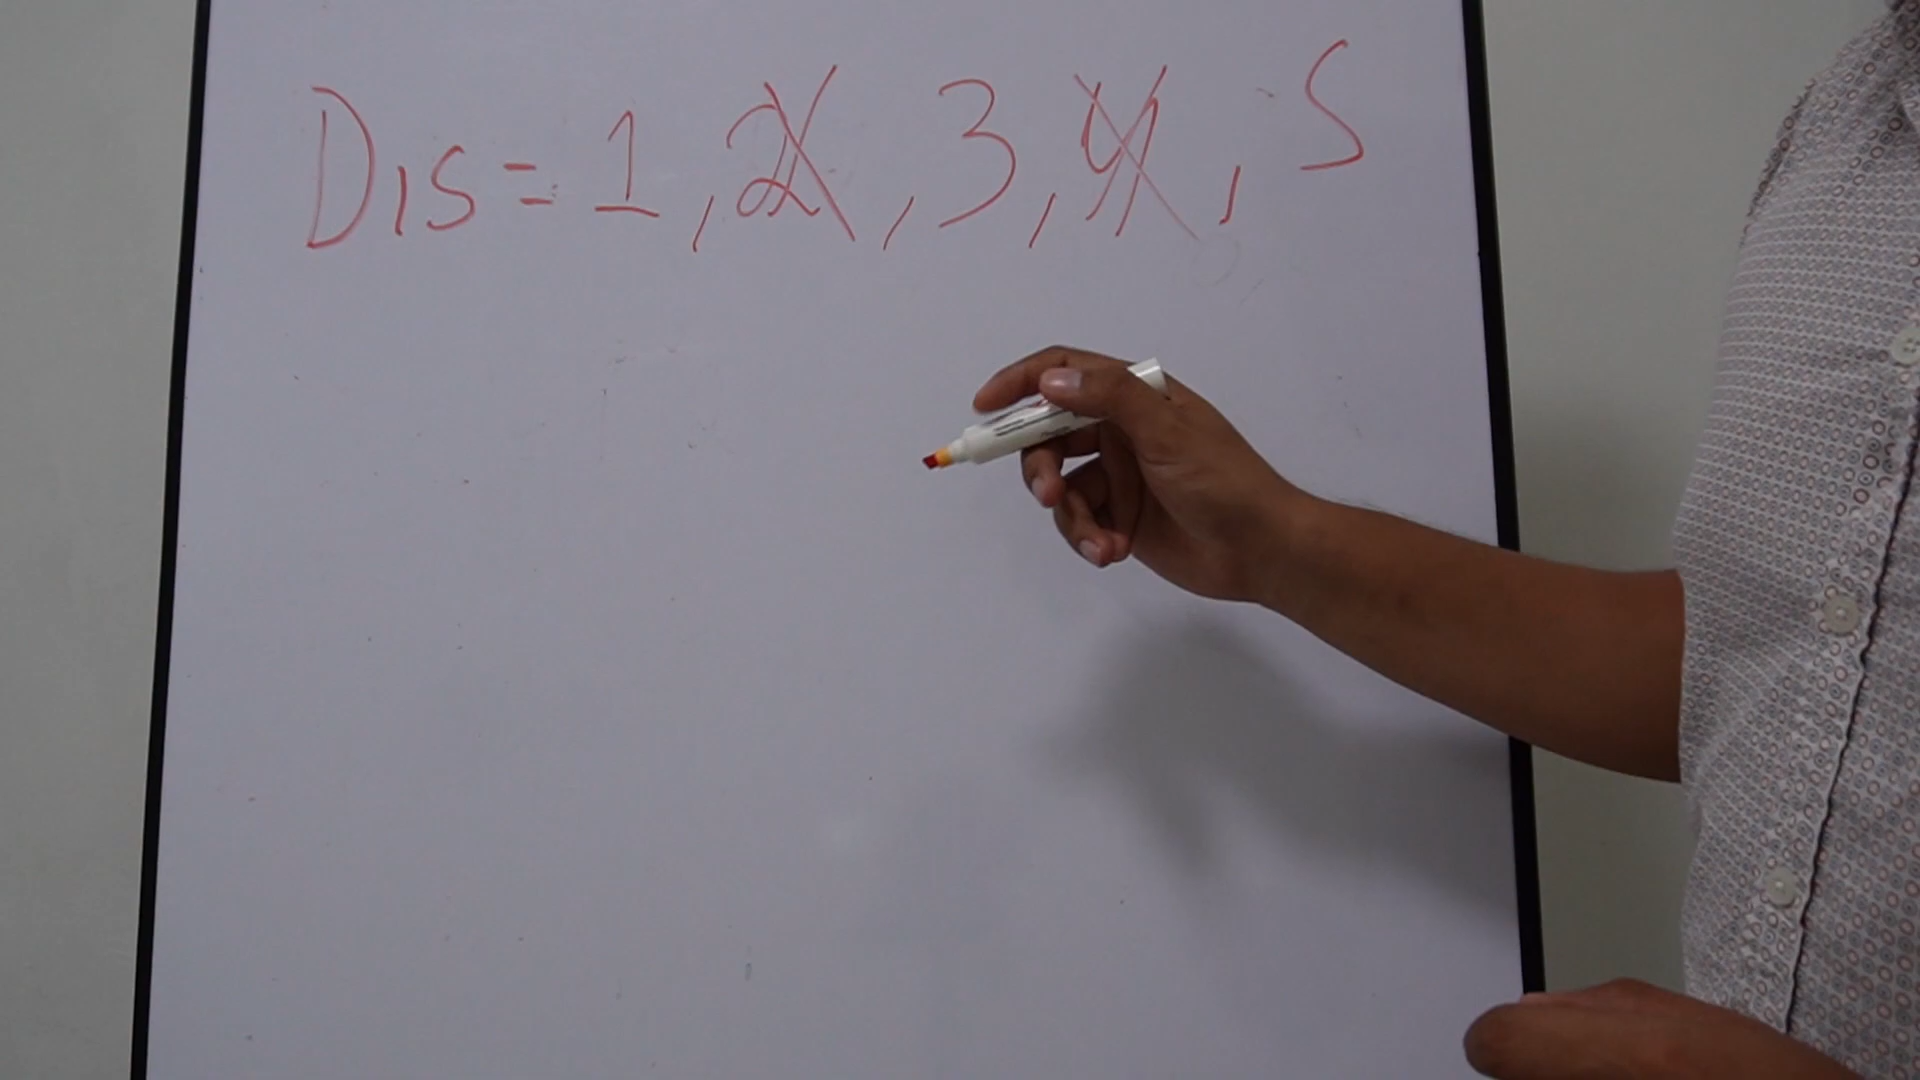 Dis = 1, 2, 3, 4, 5